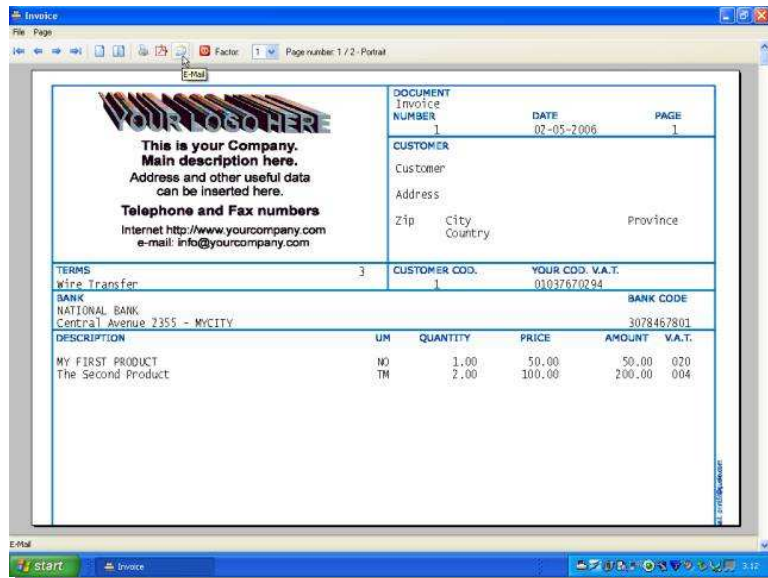 Invoice
File Page
Factor 1 Page number: 1 / 2 - Portrait
E-Mail
YOUR LOGO HERE
This is your Company.
Main description here.
Address and other useful data
can be inserted here.
Telephone and Fax numbers
Internet http://www.yourcompany.com
e-mail: info@yourcompany.com
DOCUMENT
Invoice
NUMBER DATE PAGE
1 02-05-2006 1
CUSTOMER
Customer
Address
Zip City Province
Country
TERMS 3 CUSTOMER COD. YOUR COD. V.A.T.
Wire Transfer 1 01037670294
BANK BANK CODE
NATIONAL BANK
Central Avenue 2355 - MYCITY 3078467801
DESCRIPTION UM QUANTITY PRICE AMOUNT V.A.T.
MY FIRST PRODUCT NO 1.00 50.00 50.00 020
The Second Product TM 2.00 100.00 200.00 004
E-Mail
start Invoice 3.12